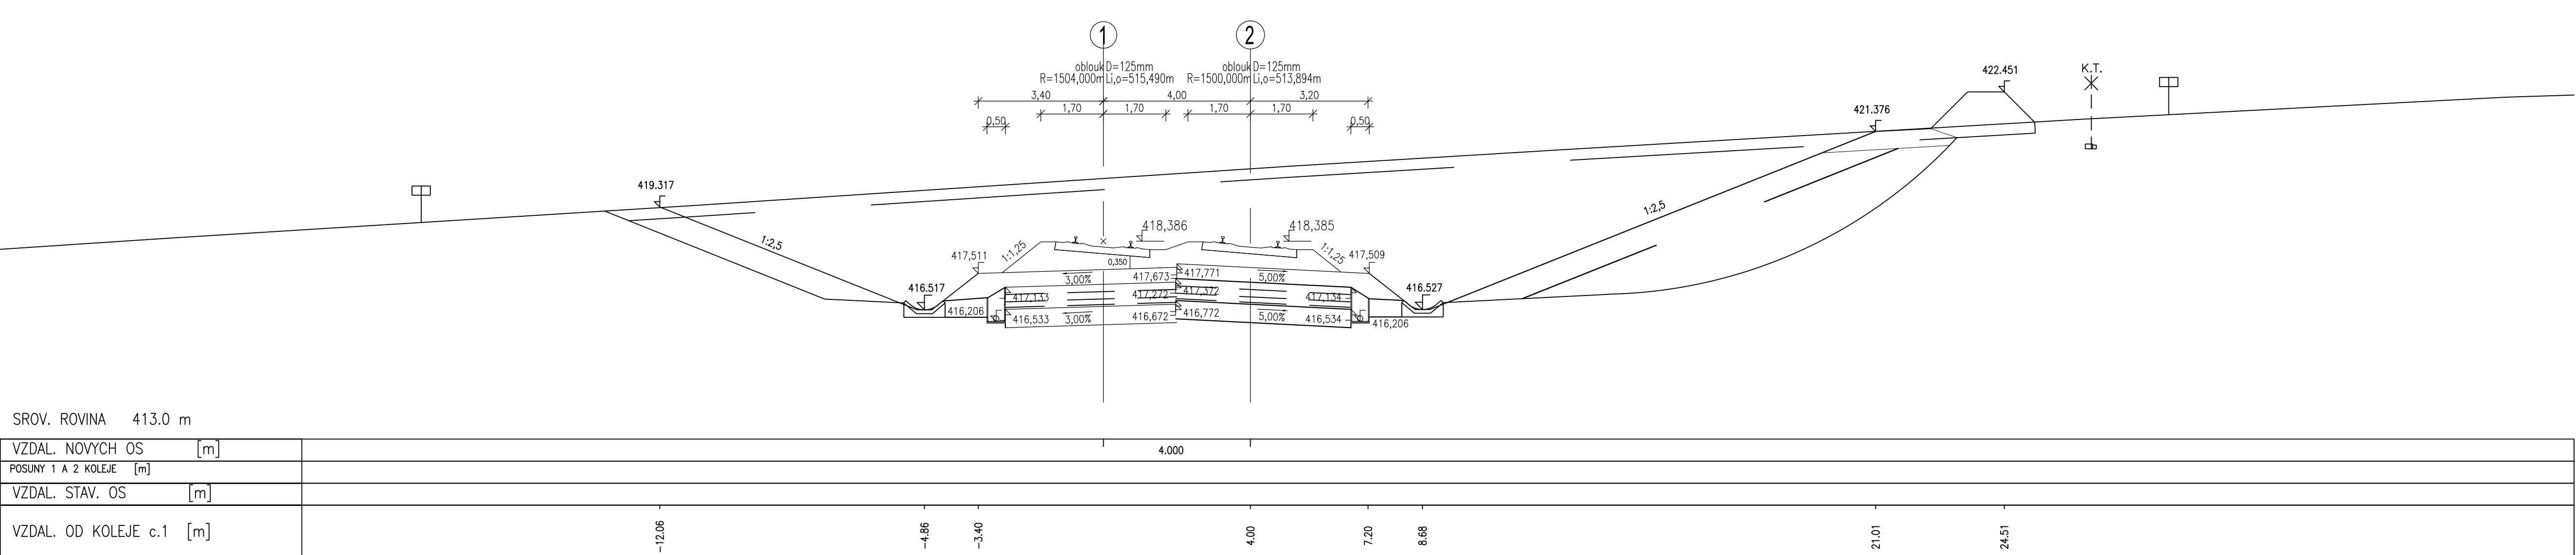 1 2
oblouk D=125mm oblouk D=125mm
R=1504,000m Li,o=515,490m R=1500,000m Li,o=513,894m
K.T.
422.451
3,40 4,00 3,20
1,70 1,70 1,70 1,70
421.376
0,50 0,50
419.317
1:2,5
418,386 418,385
1:2,5
1:1,25 1:1,25
417,511 417,509
0,350
417,673 417,771
3,00% 5,00%
416.517 416.527
417,133 417,272 417,372 417,134
416,206
416,533 3,00% 416,672 416,772 5,00% 416,534
416,206
SROV. ROVINA 413.0 m
VZDAL. NOVYCH OS [m]
4.000
POSUNY 1 A 2 KOLEJE [m]
VZDAL. STAV. OS [m]
VZDAL. OD KOLEJE c.1 [m]
-12.06 -4.86 -3.40 4.00 7.20 8.68 21.01 24.51